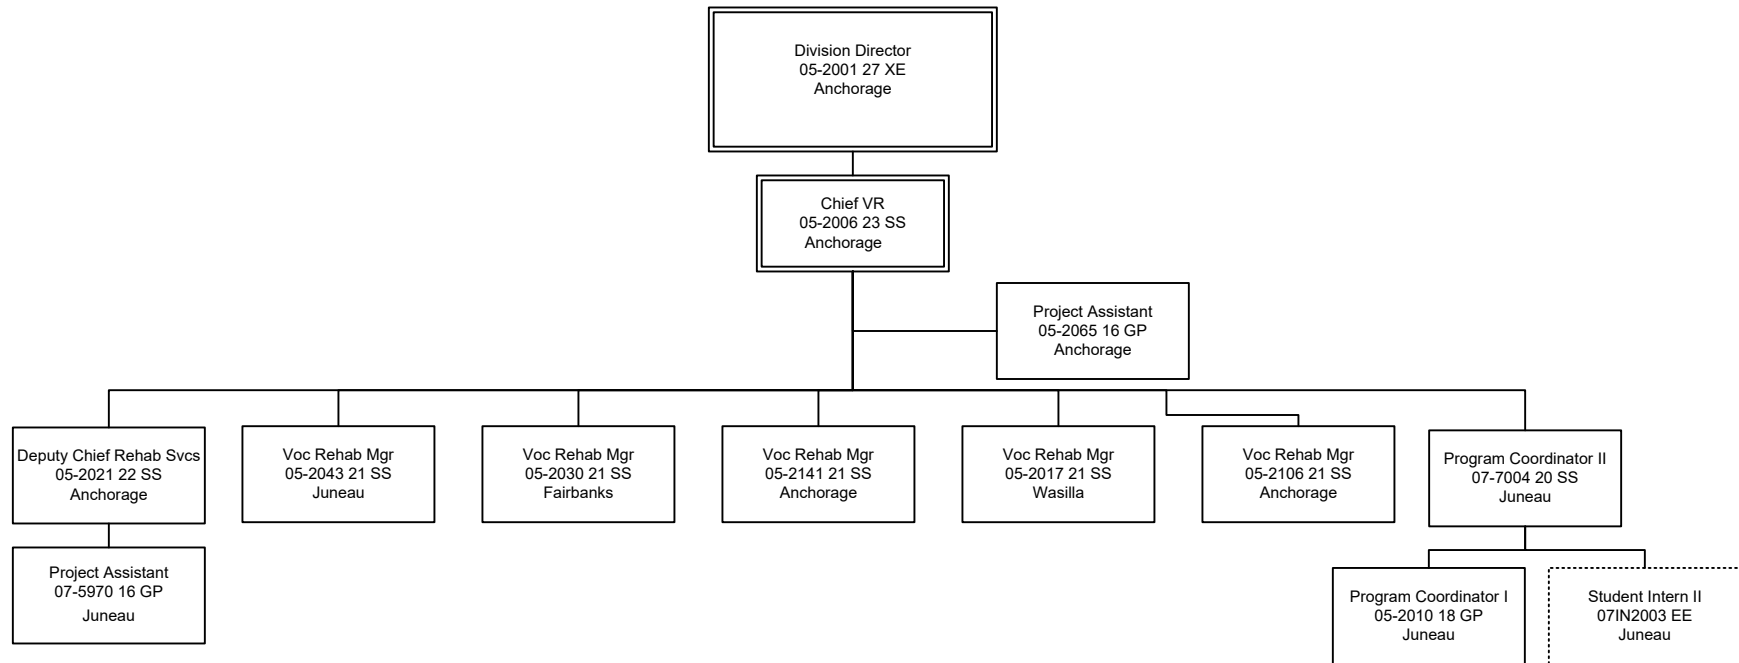 Division Director
05-2001 27 XE
Anchorage
Chief VR
05-2006 23 SS
Anchorage
Project Assistant
05-2065 16 GP
Anchorage
Deputy Chief Rehab Svcs
05-2021 22 SS
Anchorage
Voc Rehab Mgr
05-2043 21 SS
Juneau
Voc Rehab Mgr
05-2030 21 SS
Fairbanks
Voc Rehab Mgr
05-2141 21 SS
Anchorage
Voc Rehab Mgr
05-2017 21 SS
Wasilla
Voc Rehab Mgr
05-2106 21 SS
Anchorage
Program Coordinator II
07-7004 20 SS
Juneau
Project Assistant
07-5970 16 GP
Juneau
Program Coordinator I
05-2010 18 GP
Juneau
Student Intern II
07IN2003 EE
Juneau